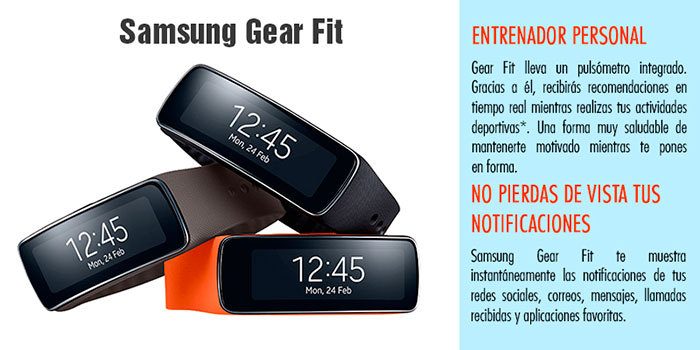 Samsung Gear Fit
12:45
Mon, 24 Feb
12:45
Mon, 24 Feb
12:45
Mon, 24 Feb
ENTRENADOR PERSONAL
Gear Fit lleva un pulsómetro integrado.
Gracias a él, recibirás recomendaciones en
tiempo real mientras realizas tus actividades
deportivas*. Una forma muy saludable de
mantenerte motivado mientras te pones
en forma.
NO PIERDAS DE VISTA TUS
NOTIFICACIONES
Samsung Gear Fit te muestra
instantáneamente las notificaciones de tus
redes sociales, correos, mensajes, llamadas
recibidas y aplicaciones favoritas.